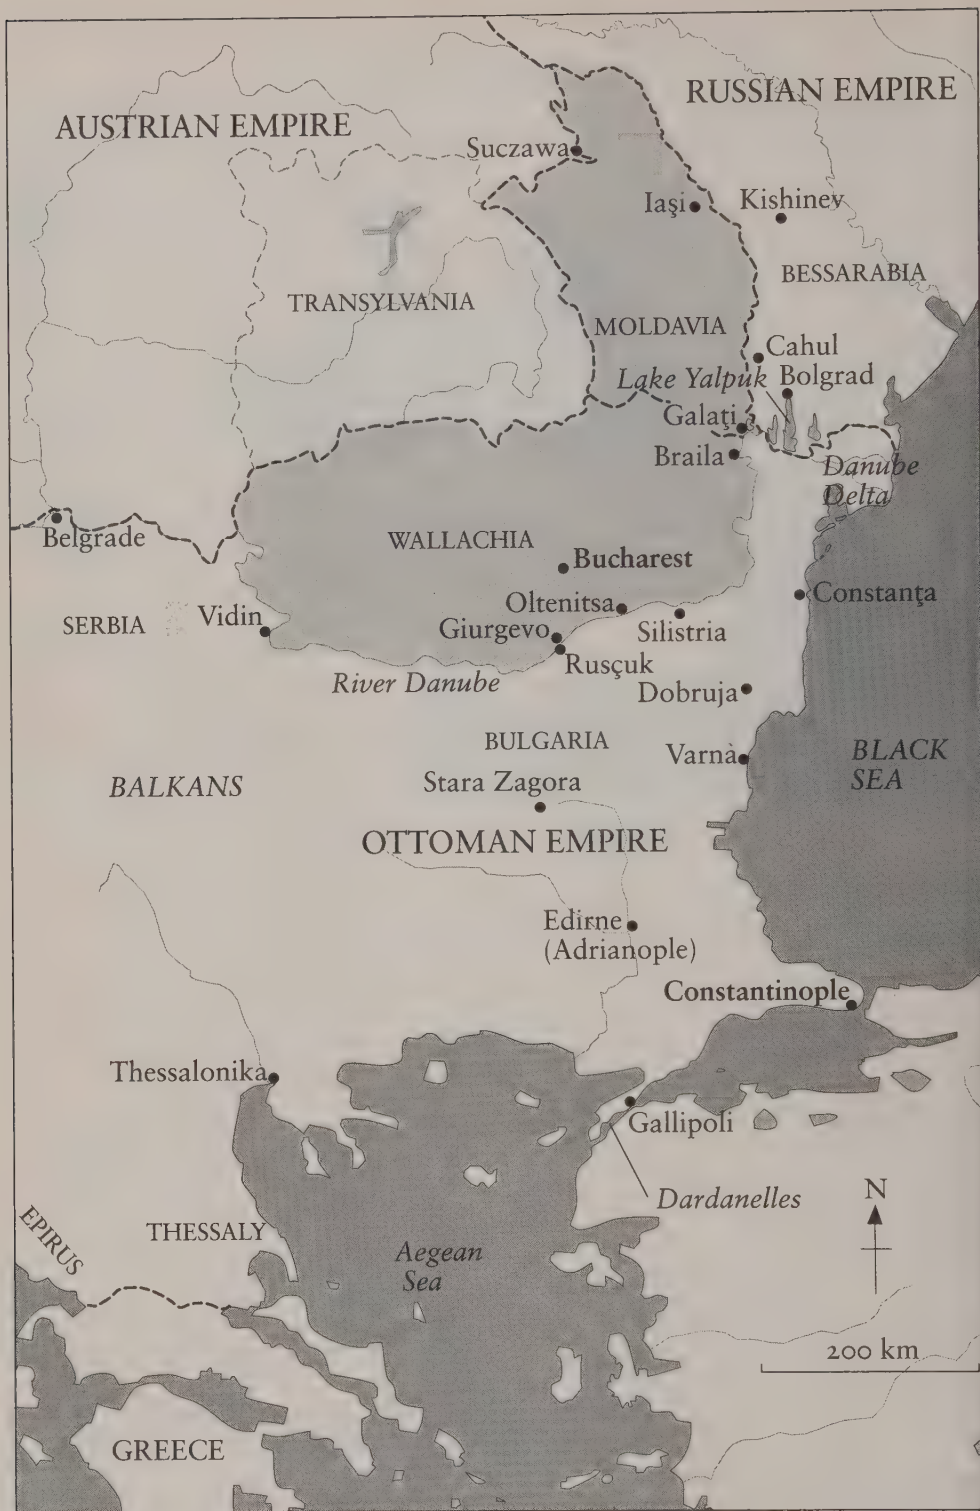 RUSSIAN EMPIRE
AUSTRIAN EMPIRE
Suczawa
Iaşi
Kishinev
BESSARABIA
TRANSYLVANIA
MOLDAVIA
Cahul
Lake Yalpuk
Bolgrad
Galaţi
Braila
Danube
Delta
Belgrade
WALLACHIA
Bucharest
Constanţa
Oltenitsa
SERBIA
Vidin
Giurgevo
Silistria
Rusçuk
River Danube
Dobruja
BULGARIA
Varna
BLACK
SEA
BALKANS
Stara Zagora
OTTOMAN EMPIRE
Edirne
(Adrianople)
Constantinople
Thessalonika
Gallipoli
Dardanelles
N
EPIRUS
THESSALY
Aegean
Sea
200 km
GREECE